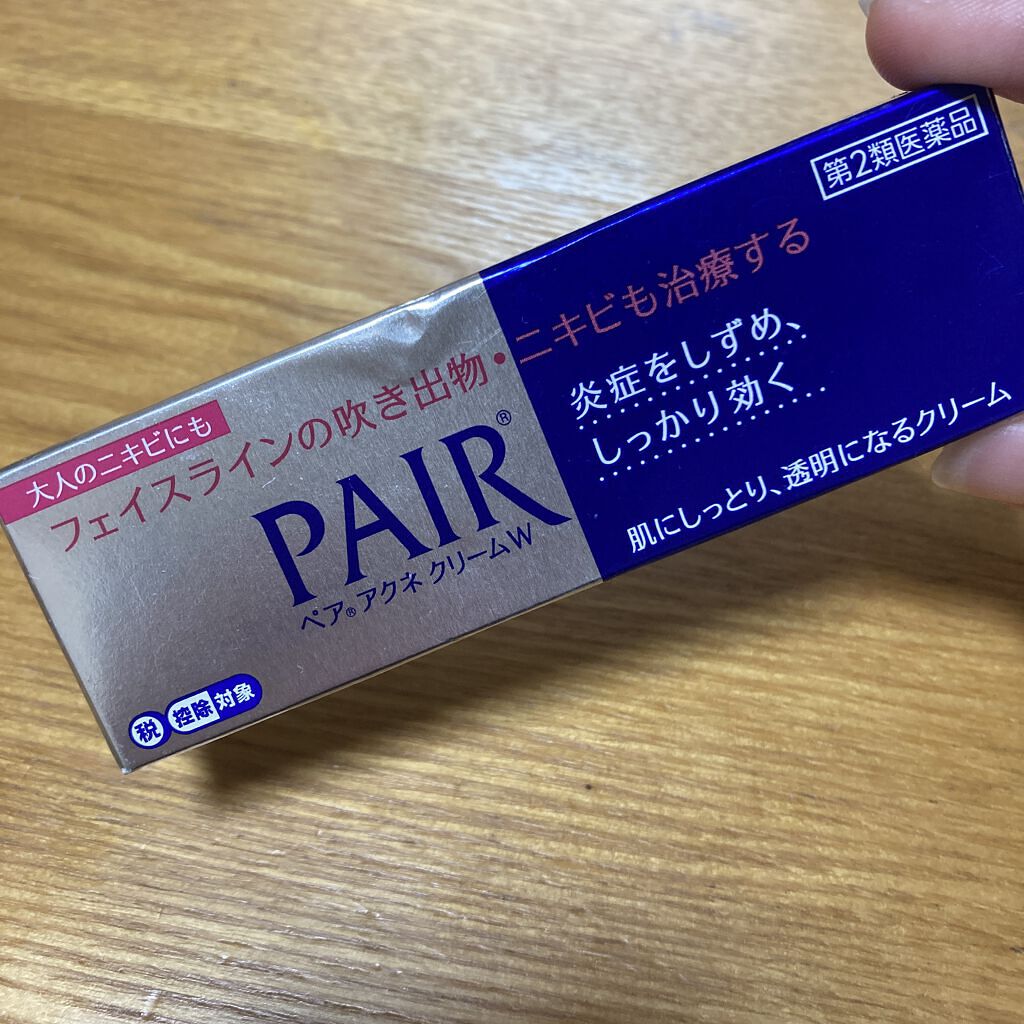 第2類医薬品
大人のニキビにも
フェイスラインの吹き出物・ニキビも治療する
PAIR®
ペア®アクネ クリームW
炎症をしずめ、
しっかり効く
肌にしっとり、透明になるクリーム
税 控除対象